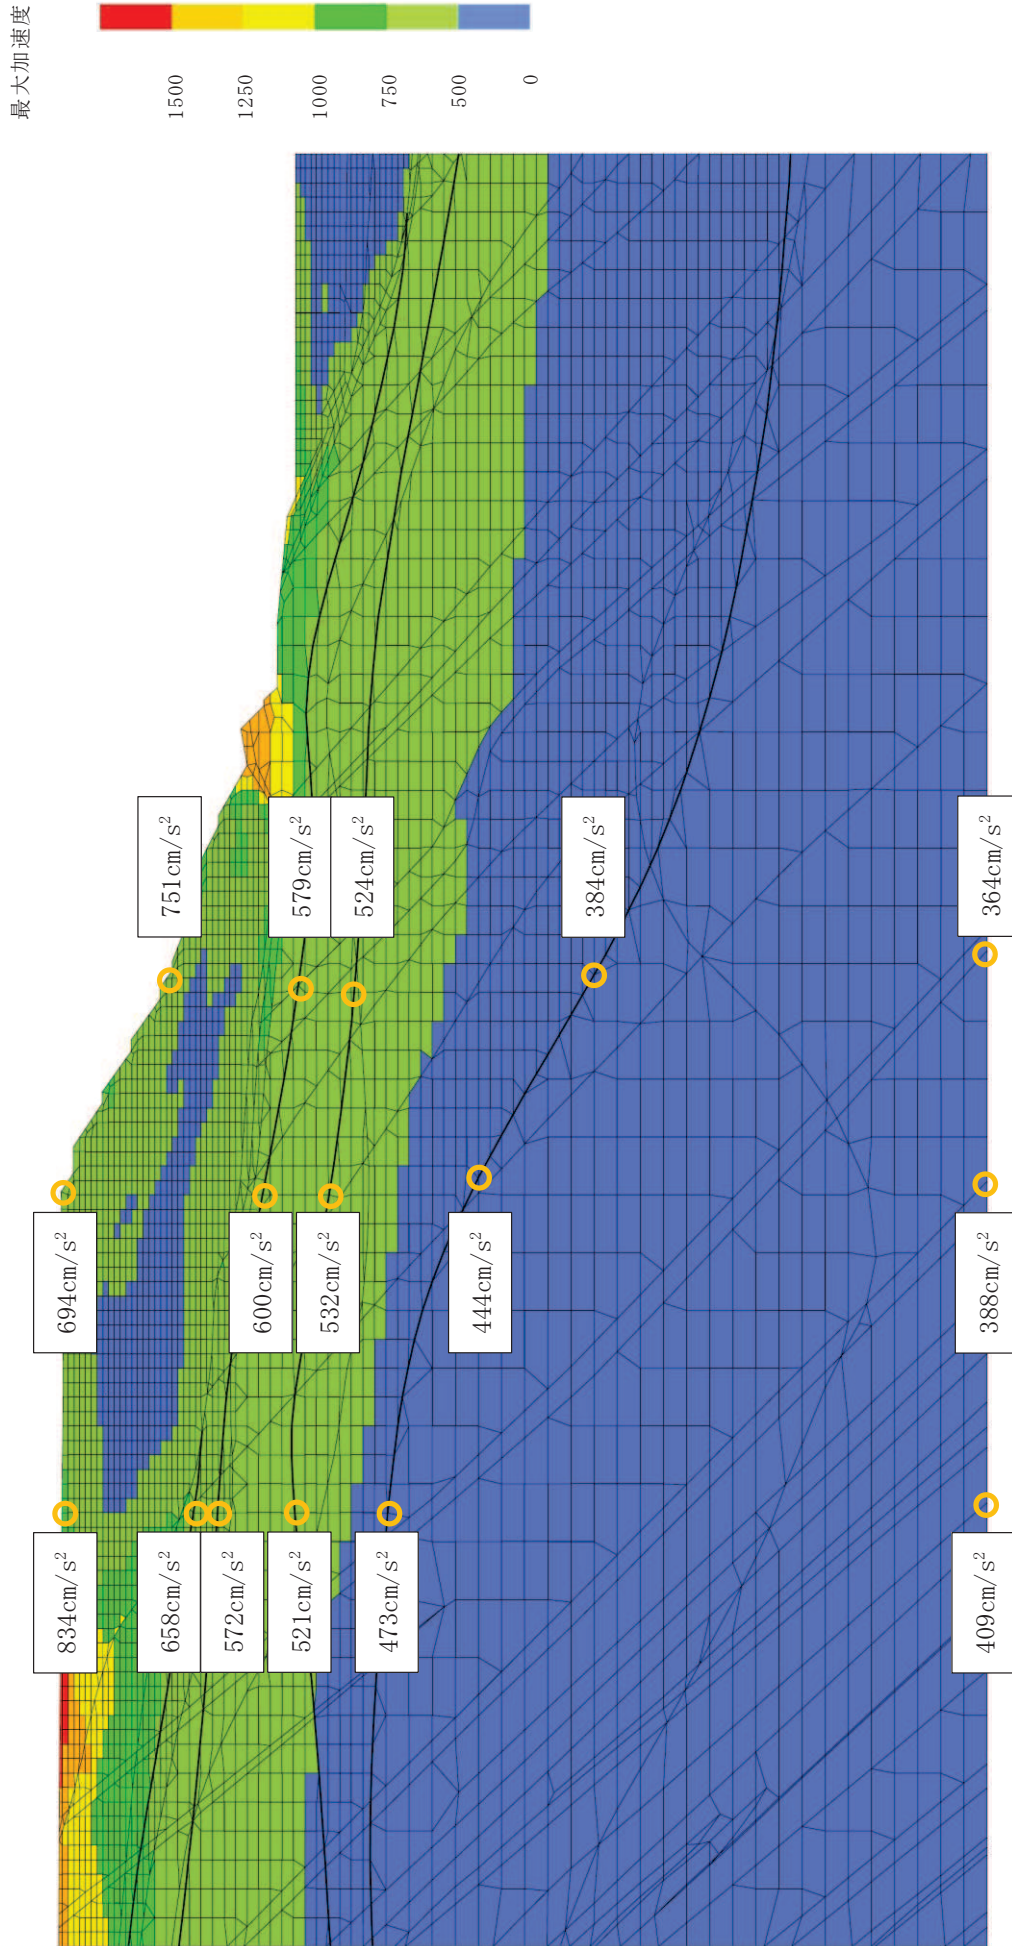 最大加速度
1500
1250
1000
750
500
0
834cm/s²
694cm/s²
751cm/s²
658cm/s²
572cm/s²
600cm/s²
579cm/s²
521cm/s²
532cm/s²
524cm/s²
473cm/s²
444cm/s²
384cm/s²
409cm/s²
388cm/s²
364cm/s²